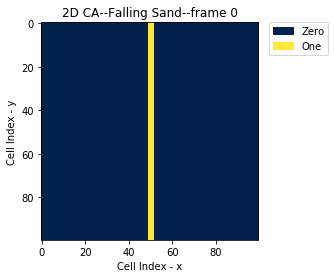 2D CA--Falling Sand--frame 0
Zero
One
Cell Index - y
0
20
40
60
80
0 20 40 60 80
Cell Index - x